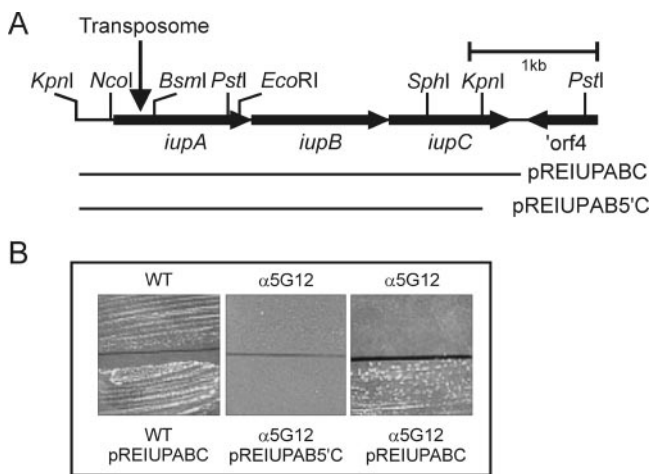 A
Transposome
1kb
KpnI NcoI BsmI PstI EcoRI SphI KpnI PstI
iupA iupB iupC 'orf4
pREIUPABC
pREIUPAB5'C
B
WT α5G12 α5G12
WT α5G12 α5G12
pREIUPABC pREIUPAB5'C pREIUPABC